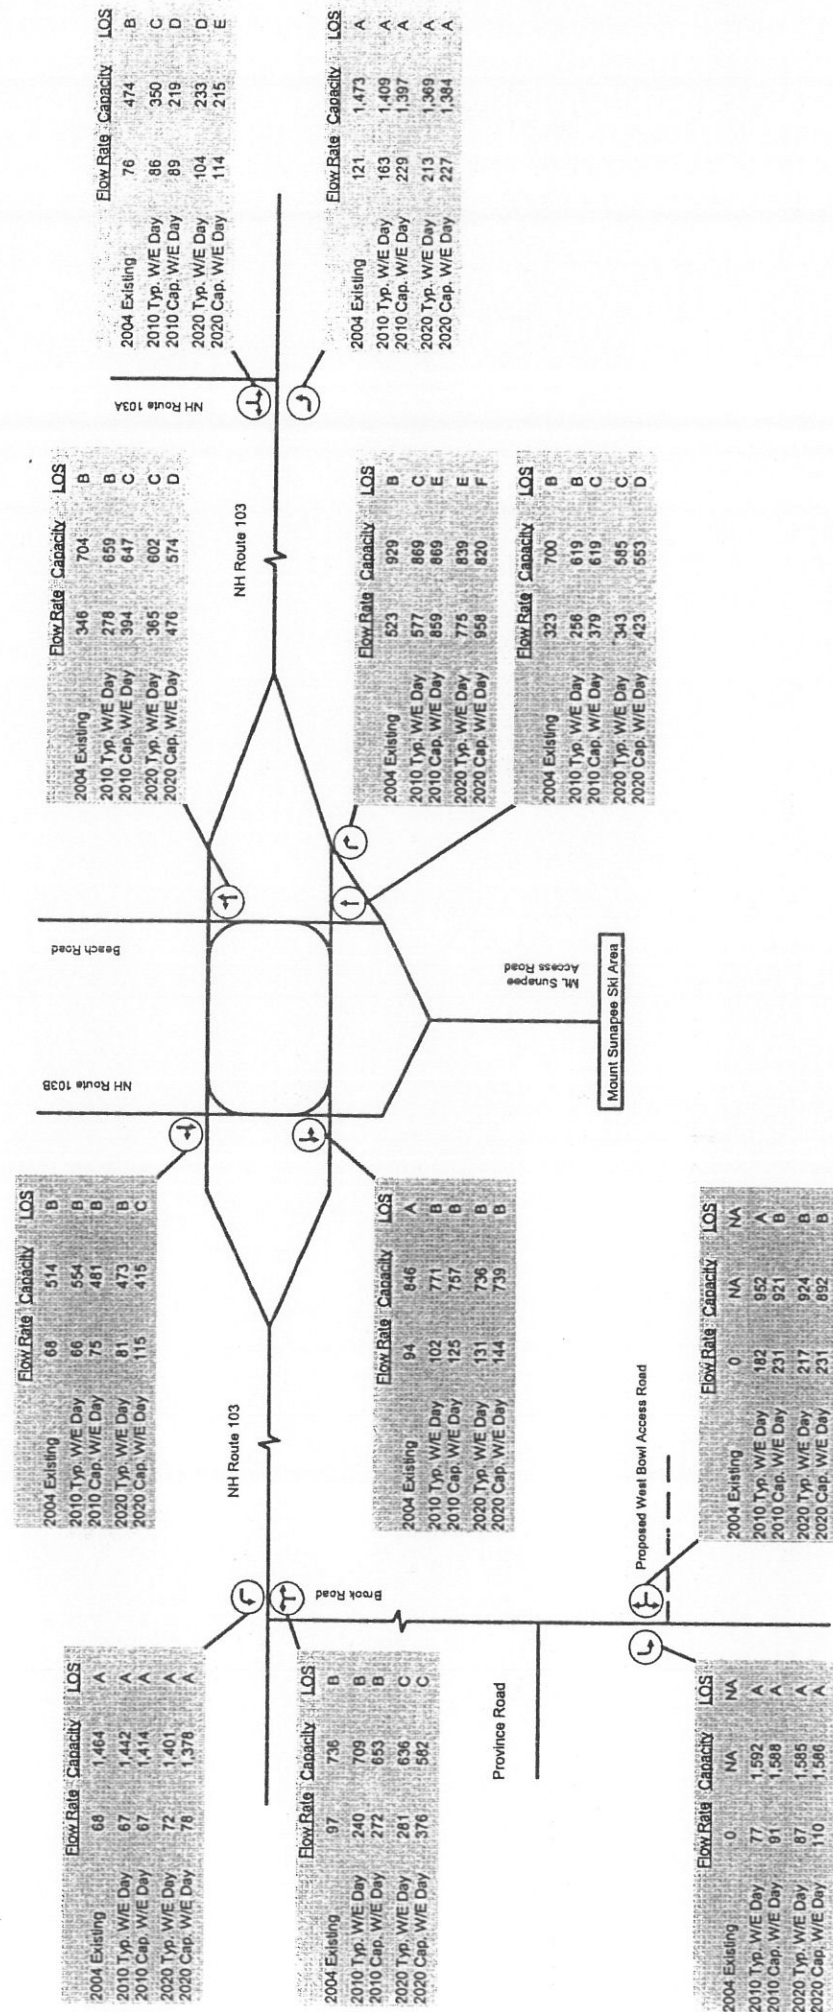 Flow Rate Capacity LOS
2004 Existing 68 1,464 A
2010 Typ. W/E Day 67 1,442 A
2010 Cap. W/E Day 67 1,414 A
2020 Typ. W/E Day 72 1,401 A
2020 Cap. W/E Day 78 1,378 A
Flow Rate Capacity LOS
2004 Existing 68 514 B
2010 Typ. W/E Day 66 554 B
2010 Cap. W/E Day 75 481 B
2020 Typ. W/E Day 81 473 B
2020 Cap. W/E Day 115 415 C
Flow Rate Capacity LOS
2004 Existing 346 704 B
2010 Typ. W/E Day 278 659 B
2010 Cap. W/E Day 394 647 C
2020 Typ. W/E Day 365 602 C
2020 Cap. W/E Day 476 574 D
Flow Rate Capacity LOS
2004 Existing 76 474 B
2010 Typ. W/E Day 86 350 C
2010 Cap. W/E Day 89 219 D
2020 Typ. W/E Day 104 233 D
2020 Cap. W/E Day 114 215 E
NH Route 103
NH Route 103B
Beach Road
NH Route 103
NH Route 103A
Flow Rate Capacity LOS
2004 Existing 97 736 B
2010 Typ. W/E Day 240 709 B
2010 Cap. W/E Day 272 653 B
2020 Typ. W/E Day 281 636 C
2020 Cap. W/E Day 376 582 C
Brook Road
Flow Rate Capacity LOS
2004 Existing 94 846 A
2010 Typ. W/E Day 102 771 B
2010 Cap. W/E Day 125 757 B
2020 Typ. W/E Day 131 736 B
2020 Cap. W/E Day 144 739 B
Flow Rate Capacity LOS
2004 Existing 523 929 B
2010 Typ. W/E Day 577 869 C
2010 Cap. W/E Day 859 869 E
2020 Typ. W/E Day 775 839 E
2020 Cap. W/E Day 958 820 F
Flow Rate Capacity LOS
2004 Existing 121 1,473 A
2010 Typ. W/E Day 163 1,409 A
2010 Cap. W/E Day 229 1,397 A
2020 Typ. W/E Day 213 1,369 A
2020 Cap. W/E Day 227 1,384 A
Mt. Sunapee
Access Road
Mount Sunapee Ski Area
Flow Rate Capacity LOS
2004 Existing 323 700 B
2010 Typ. W/E Day 256 619 B
2010 Cap. W/E Day 379 619 C
2020 Typ. W/E Day 343 585 C
2020 Cap. W/E Day 423 553 D
Province Road
Proposed West Bowl Access Road
Flow Rate Capacity LOS
2004 Existing 0 NA NA
2010 Typ. W/E Day 77 1,592 A
2010 Cap. W/E Day 91 1,588 A
2020 Typ. W/E Day 87 1,585 A
2020 Cap. W/E Day 110 1,586 A
Flow Rate Capacity LOS
2004 Existing 0 NA NA
2010 Typ. W/E Day 182 952 A
2010 Cap. W/E Day 231 921 B
2020 Typ. W/E Day 217 924 B
2020 Cap. W/E Day 231 892 B